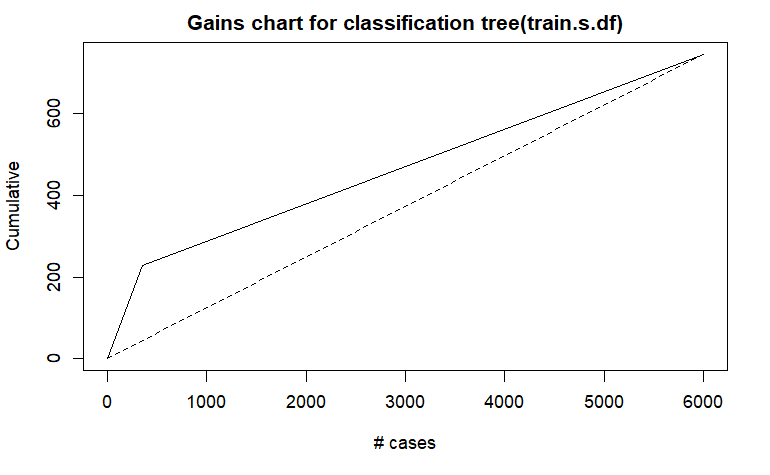 Gains chart for classification tree(train.s.df)
Cumulative
600
400
200
0
0 1000 2000 3000 4000 5000 6000
# cases